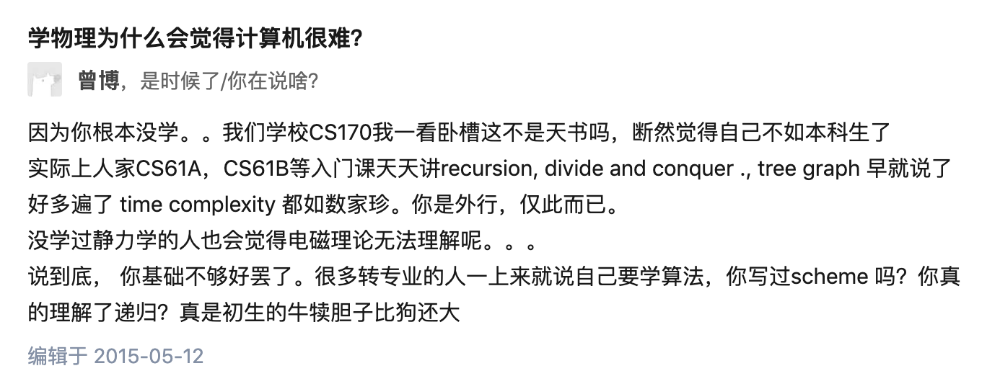 学物理为什么会觉得计算机很难?
曾博，是时候了/你在说啥?
因为你根本没学。。我们学校CS170我一看卧槽这不是天书吗，断然觉得自己不如本科生了
实际上人家CS61A，CS61B等入门课天天讲recursion, divide and conquer ., tree graph 早就说了
好多遍了 time complexity 都如数家珍。你是外行，仅此而已。
没学过静力学的人也会觉得电磁理论无法理解呢。。。
说到底， 你基础不够好罢了。很多转专业的人一上来就说自己要学算法，你写过scheme 吗？你真
的理解了递归？真是初生的牛犊胆子比狗还大
编辑于 2015-05-12